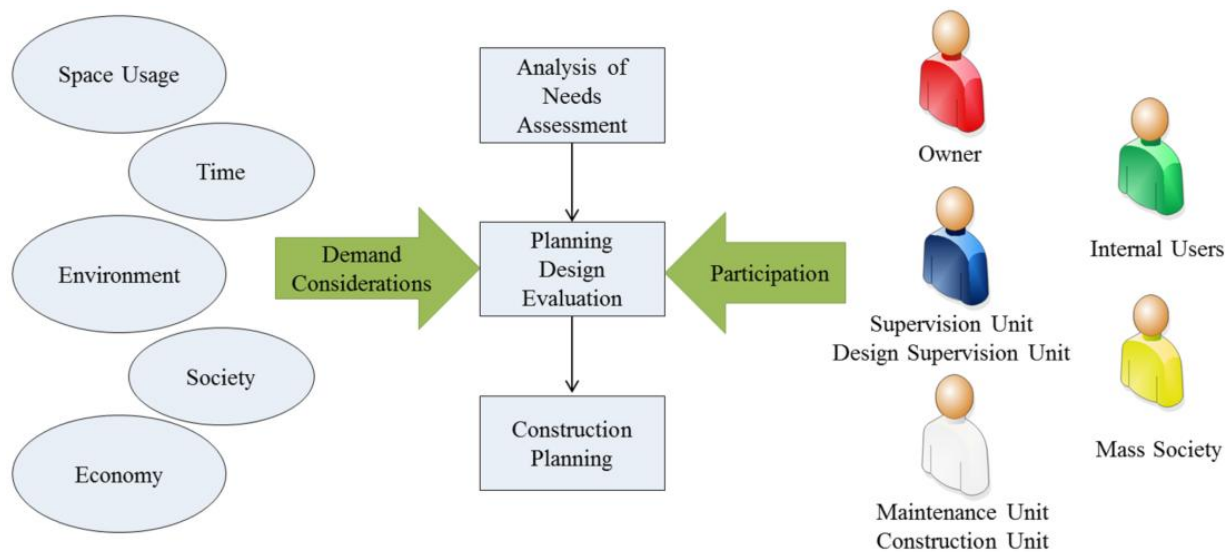 Space Usage
Time
Environment
Society
Economy
Demand
Considerations
Analysis of
Needs
Assessment
Planning
Design
Evaluation
Construction
Planning
Participation
Owner
Internal Users
Supervision Unit
Design Supervision Unit
Mass Society
Maintenance Unit
Construction Unit